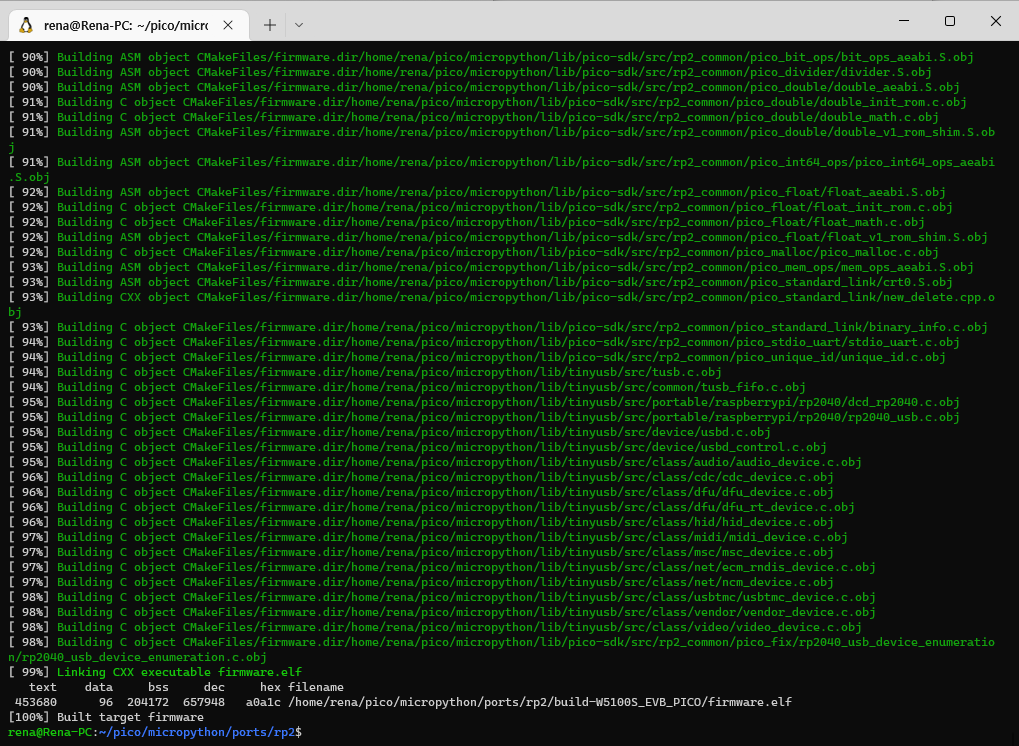 rena@Rena-PC: ~/pico/micro
[ 90%] Building ASM object CMakeFiles/firmware.dir/home/rena/pico/micropython/lib/pico-sdk/src/rp2_common/pico_bit_ops/bit_ops_aeabi.S.obj
[ 90%] Building ASM object CMakeFiles/firmware.dir/home/rena/pico/micropython/lib/pico-sdk/src/rp2_common/pico_divider/divider.S.obj
[ 90%] Building ASM object CMakeFiles/firmware.dir/home/rena/pico/micropython/lib/pico-sdk/src/rp2_common/pico_double/double_aeabi.S.obj
[ 91%] Building C object CMakeFiles/firmware.dir/home/rena/pico/micropython/lib/pico-sdk/src/rp2_common/pico_double/double_init_rom.c.obj
[ 91%] Building C object CMakeFiles/firmware.dir/home/rena/pico/micropython/lib/pico-sdk/src/rp2_common/pico_double/double_math.c.obj
[ 91%] Building ASM object CMakeFiles/firmware.dir/home/rena/pico/micropython/lib/pico-sdk/src/rp2_common/pico_double/double_v1_rom_shim.S.ob
j
[ 91%] Building ASM object CMakeFiles/firmware.dir/home/rena/pico/micropython/lib/pico-sdk/src/rp2_common/pico_int64_ops/pico_int64_ops_aeabi
.S.obj
[ 92%] Building ASM object CMakeFiles/firmware.dir/home/rena/pico/micropython/lib/pico-sdk/src/rp2_common/pico_float/float_aeabi.S.obj
[ 92%] Building C object CMakeFiles/firmware.dir/home/rena/pico/micropython/lib/pico-sdk/src/rp2_common/pico_float/float_init_rom.c.obj
[ 92%] Building C object CMakeFiles/firmware.dir/home/rena/pico/micropython/lib/pico-sdk/src/rp2_common/pico_float/float_math.c.obj
[ 92%] Building ASM object CMakeFiles/firmware.dir/home/rena/pico/micropython/lib/pico-sdk/src/rp2_common/pico_float/float_v1_rom_shim.S.obj
[ 92%] Building C object CMakeFiles/firmware.dir/home/rena/pico/micropython/lib/pico-sdk/src/rp2_common/pico_malloc/pico_malloc.c.obj
[ 93%] Building ASM object CMakeFiles/firmware.dir/home/rena/pico/micropython/lib/pico-sdk/src/rp2_common/pico_mem_ops/mem_ops_aeabi.S.obj
[ 93%] Building ASM object CMakeFiles/firmware.dir/home/rena/pico/micropython/lib/pico-sdk/src/rp2_common/pico_standard_link/crt0.S.obj
[ 93%] Building CXX object CMakeFiles/firmware.dir/home/rena/pico/micropython/lib/pico-sdk/src/rp2_common/pico_standard_link/new_delete.cpp.o
bj
[ 93%] Building C object CMakeFiles/firmware.dir/home/rena/pico/micropython/lib/pico-sdk/src/rp2_common/pico_standard_link/binary_info.c.obj
[ 94%] Building C object CMakeFiles/firmware.dir/home/rena/pico/micropython/lib/pico-sdk/src/rp2_common/pico_stdio_uart/stdio_uart.c.obj
[ 94%] Building C object CMakeFiles/firmware.dir/home/rena/pico/micropython/lib/pico-sdk/src/rp2_common/pico_unique_id/unique_id.c.obj
[ 94%] Building C object CMakeFiles/firmware.dir/home/rena/pico/micropython/lib/tinyusb/src/tusb.c.obj
[ 94%] Building C object CMakeFiles/firmware.dir/home/rena/pico/micropython/lib/tinyusb/src/common/tusb_fifo.c.obj
[ 95%] Building C object CMakeFiles/firmware.dir/home/rena/pico/micropython/lib/tinyusb/src/portable/raspberrypi/rp2040/dcd_rp2040.c.obj
[ 95%] Building C object CMakeFiles/firmware.dir/home/rena/pico/micropython/lib/tinyusb/src/portable/raspberrypi/rp2040/rp2040_usb.c.obj
[ 95%] Building C object CMakeFiles/firmware.dir/home/rena/pico/micropython/lib/tinyusb/src/device/usbd.c.obj
[ 95%] Building C object CMakeFiles/firmware.dir/home/rena/pico/micropython/lib/tinyusb/src/device/usbd_control.c.obj
[ 95%] Building C object CMakeFiles/firmware.dir/home/rena/pico/micropython/lib/tinyusb/src/class/audio/audio_device.c.obj
[ 96%] Building C object CMakeFiles/firmware.dir/home/rena/pico/micropython/lib/tinyusb/src/class/cdc/cdc_device.c.obj
[ 96%] Building C object CMakeFiles/firmware.dir/home/rena/pico/micropython/lib/tinyusb/src/class/dfu/dfu_device.c.obj
[ 96%] Building C object CMakeFiles/firmware.dir/home/rena/pico/micropython/lib/tinyusb/src/class/dfu/dfu_rt_device.c.obj
[ 96%] Building C object CMakeFiles/firmware.dir/home/rena/pico/micropython/lib/tinyusb/src/class/hid/hid_device.c.obj
[ 97%] Building C object CMakeFiles/firmware.dir/home/rena/pico/micropython/lib/tinyusb/src/class/midi/midi_device.c.obj
[ 97%] Building C object CMakeFiles/firmware.dir/home/rena/pico/micropython/lib/tinyusb/src/class/msc/msc_device.c.obj
[ 97%] Building C object CMakeFiles/firmware.dir/home/rena/pico/micropython/lib/tinyusb/src/class/net/ecm_rndis_device.c.obj
[ 97%] Building C object CMakeFiles/firmware.dir/home/rena/pico/micropython/lib/tinyusb/src/class/net/ncm_device.c.obj
[ 98%] Building C object CMakeFiles/firmware.dir/home/rena/pico/micropython/lib/tinyusb/src/class/usbtmc/usbtmc_device.c.obj
[ 98%] Building C object CMakeFiles/firmware.dir/home/rena/pico/micropython/lib/tinyusb/src/class/vendor/vendor_device.c.obj
[ 98%] Building C object CMakeFiles/firmware.dir/home/rena/pico/micropython/lib/tinyusb/src/class/video/video_device.c.obj
[ 98%] Building C object CMakeFiles/firmware.dir/home/rena/pico/micropython/lib/pico-sdk/src/rp2_common/pico_fix/rp2040_usb_device_enumeratio
n/rp2040_usb_device_enumeration.c.obj
[ 99%] Linking CXX executable firmware.elf
text data bss dec hex filename
453680 96 204172 657948 a0a1c /home/rena/pico/micropython/ports/rp2/build-W5100S_EVB_PICO/firmware.elf
[100%] Built target firmware
rena@Rena-PC:~/pico/micropython/ports/rp2$